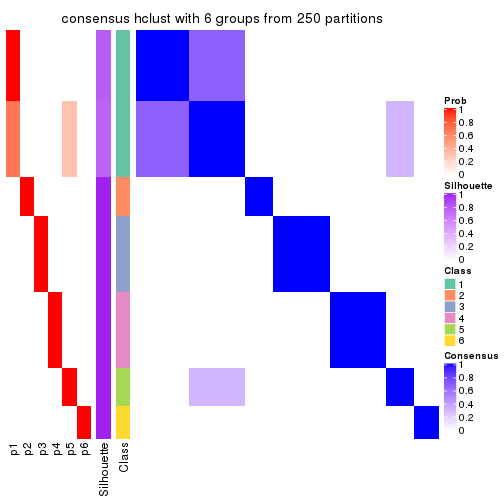 consensus hclust with 6 groups from 250 partitions
Prob
1
0.8
0.6
0.4
0.2
0
Silhouette
1
0.8
0.6
0.4
0.2
0
Class
1
2
3
4
5
6
Consensus
1
0.8
0.6
0.4
0.2
0
p1
p2
p3
p4
p5
p6
Silhouette
Class